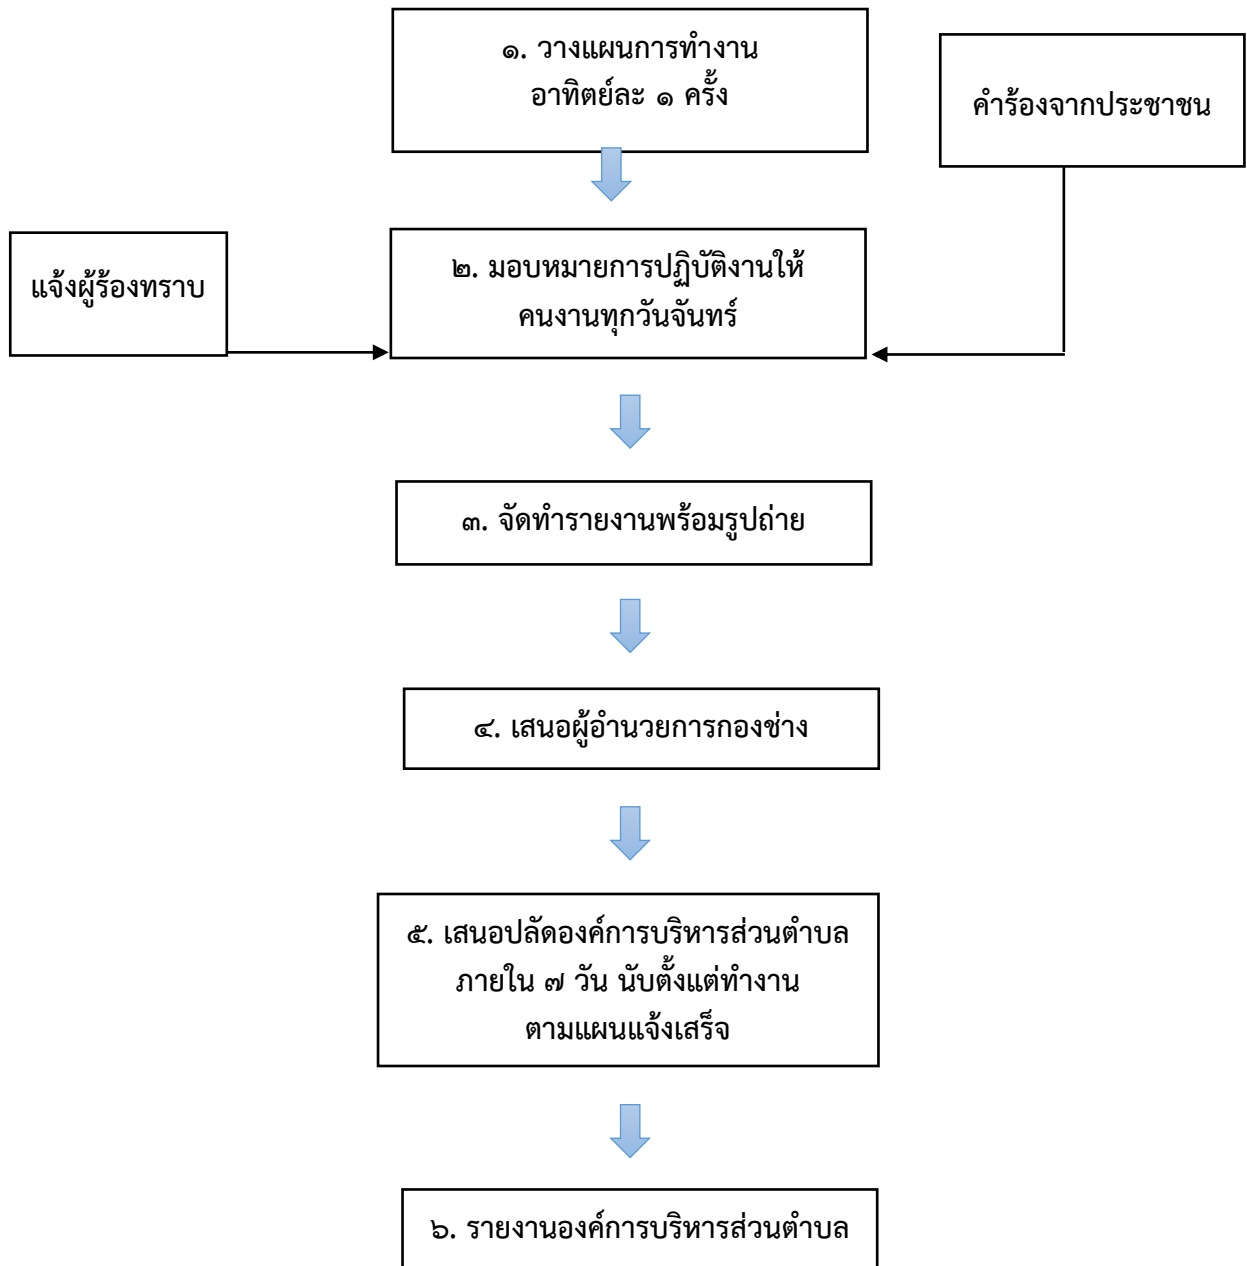 ๑. วางแผนการทำงาน
อาทิตย์ละ ๑ ครั้ง
คำร้องจากประชาชน
แจ้งผู้ร้องทราบ
๒. มอบหมายการปฏิบัติงานให้
คนงานทุกวันจันทร์
๓. จัดทำรายงานพร้อมรูปถ่าย
๔. เสนอผู้อำนวยการกองช่าง
๕. เสนอปลัดองค์การบริหารส่วนตำบล
ภายใน ๗ วัน นับตั้งแต่ทำงาน
ตามแผนแจ้งเสร็จ
๖. รายงานองค์การบริหารส่วนตำบล